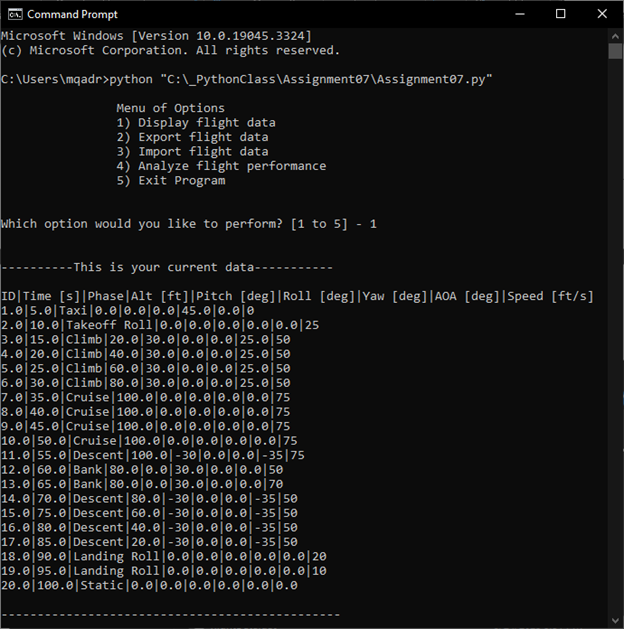 Command Prompt
Microsoft Windows [Version 10.0.19045.3324]
(c) Microsoft Corporation. All rights reserved.
C:\Users\mqadr>python "C:\_PythonClass\Assignment07\Assignment07.py"
Menu of Options
1) Display flight data
2) Export flight data
3) Import flight data
4) Analyze flight performance
5) Exit Program
Which option would you like to perform? [1 to 5] - 1
----------This is your current data-----------
ID|Time [s]|Phase|Alt [ft]|Pitch [deg]|Roll [deg]|Yaw [deg]|AOA [deg]|Speed [ft/s]
1.0|5.0|Taxi|0.0|0.0|0.0|45.0|0.0|0
2.0|10.0|Takeoff Roll|0.0|0.0|0.0|0.0|0.0|25
3.0|15.0|Climb|20.0|30.0|0.0|0.0|25.0|50
4.0|20.0|Climb|40.0|30.0|0.0|0.0|25.0|50
5.0|25.0|Climb|60.0|30.0|0.0|0.0|25.0|50
6.0|30.0|Climb|80.0|30.0|0.0|0.0|25.0|50
7.0|35.0|Cruise|100.0|0.0|0.0|0.0|0.0|75
8.0|40.0|Cruise|100.0|0.0|0.0|0.0|0.0|75
9.0|45.0|Cruise|100.0|0.0|0.0|0.0|0.0|75
10.0|50.0|Cruise|100.0|0.0|0.0|0.0|0.0|75
11.0|55.0|Descent|100.0|-30|0.0|0.0|-35|75
12.0|60.0|Bank|80.0|0.0|30.0|0.0|0.0|50
13.0|65.0|Bank|80.0|0.0|30.0|0.0|0.0|70
14.0|70.0|Descent|80.0|-30|0.0|0.0|-35|50
15.0|75.0|Descent|60.0|-30|0.0|0.0|-35|50
16.0|80.0|Descent|40.0|-30|0.0|0.0|-35|50
17.0|85.0|Descent|20.0|-30|0.0|0.0|-35|50
18.0|90.0|Landing Roll|0.0|0.0|0.0|0.0|0.0|20
19.0|95.0|Landing Roll|0.0|0.0|0.0|0.0|0.0|10
20.0|100.0|Static|0.0|0.0|0.0|0.0|0.0|0.0
-----------------------------------------------